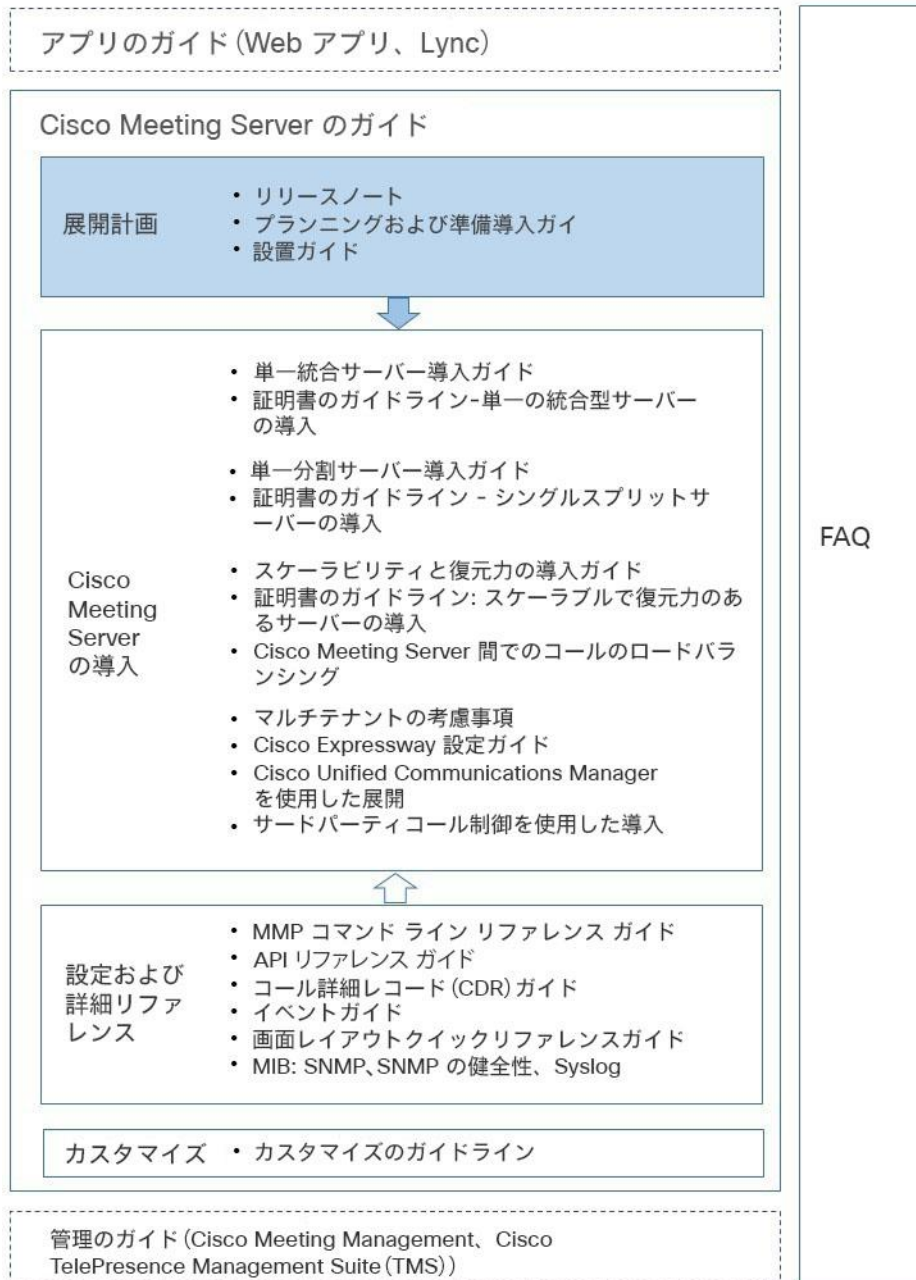 アプリのガイド(Web アプリ、Lync)
Cisco Meeting Server のガイド
展開計画
• リリースノート
• プランニングおよび準備導入ガイ
• 設置ガイド
Cisco
Meeting
Server
の導入
• 単一統合サーバー導入ガイド
• 証明書のガイドライン-単一の統合型サーバー
の導入
• 単一分割サーバー導入ガイド
• 証明書のガイドライン - シングルスプリットサ
ーバーの導入
• スケーラビリティと復元力の導入ガイド
• 証明書のガイドライン: スケーラブルで復元力のあ
るサーバーの導入
• Cisco Meeting Server 間でのコールのロードバラ
ンシング
• マルチテナントの考慮事項
• Cisco Expressway 設定ガイド
• Cisco Unified Communications Manager
を使用した展開
• サードパーティコール制御を使用した導入
設定および
詳細リファ
レンス
• MMP コマンド ライン リファレンス ガイド
• API リファレンス ガイド
• コール詳細レコード(CDR)ガイド
• イベントガイド
• 画面レイアウトクイックリファレンスガイド
• MIB: SNMP、SNMP の健全性、Syslog
カスタマイズ • カスタマイズのガイドライン
管理のガイド(Cisco Meeting Management、Cisco
TelePresence Management Suite(TMS))
FAQ